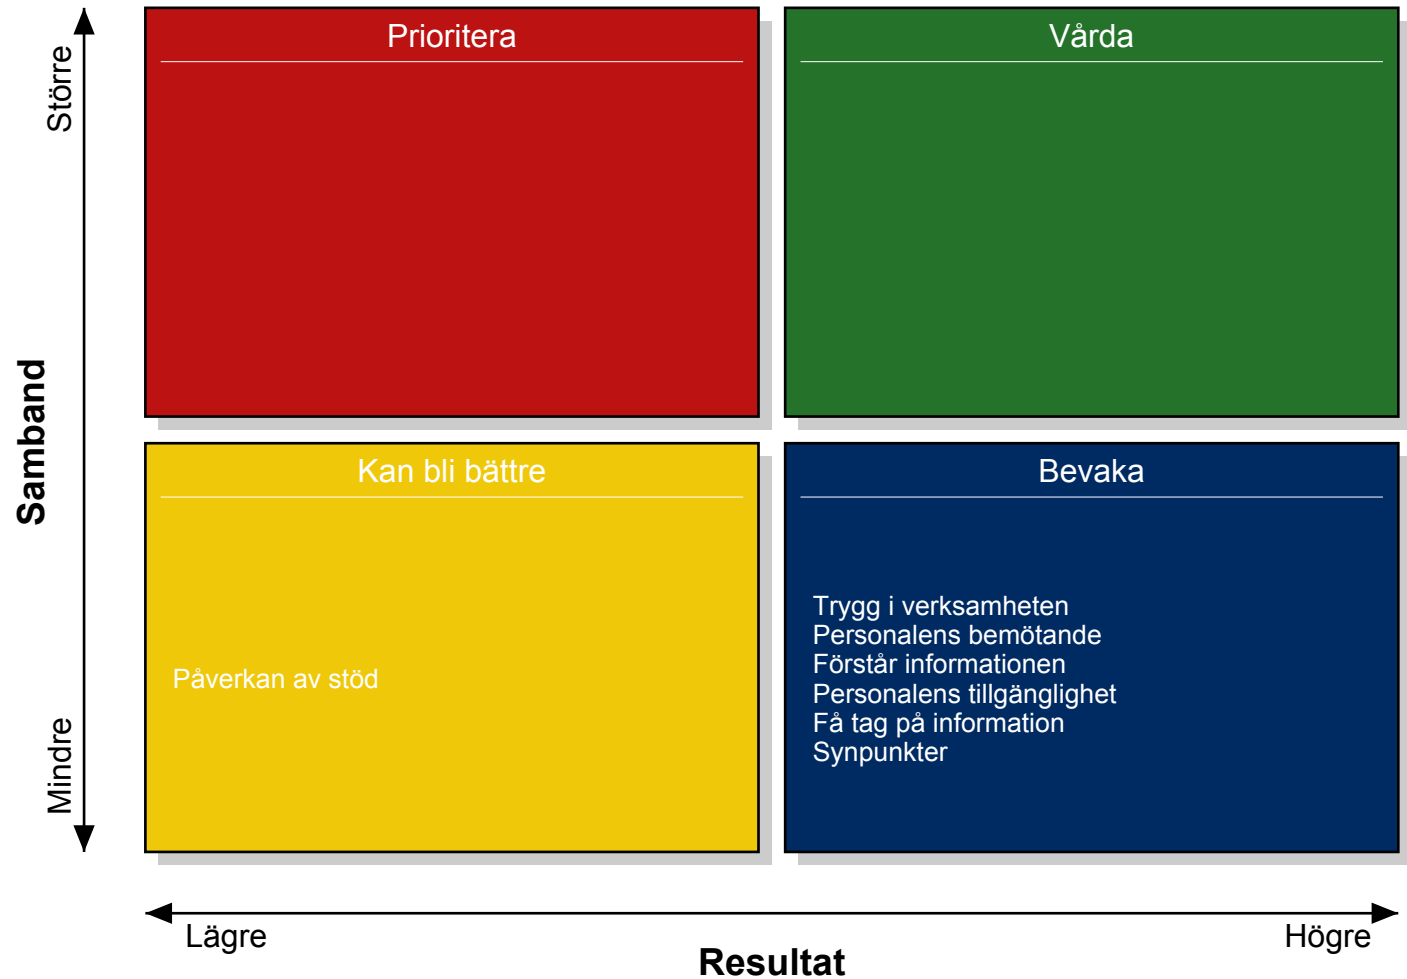 Större
Samband
Mindre
Prioritera
Vårda
Kan bli bättre
Påverkan av stöd
Bevaka
Trygg i verksamheten
Personalens bemötande
Förstår informationen
Personalens tillgänglighet
Få tag på information
Synpunkter
Lägre
Resultat
Högre